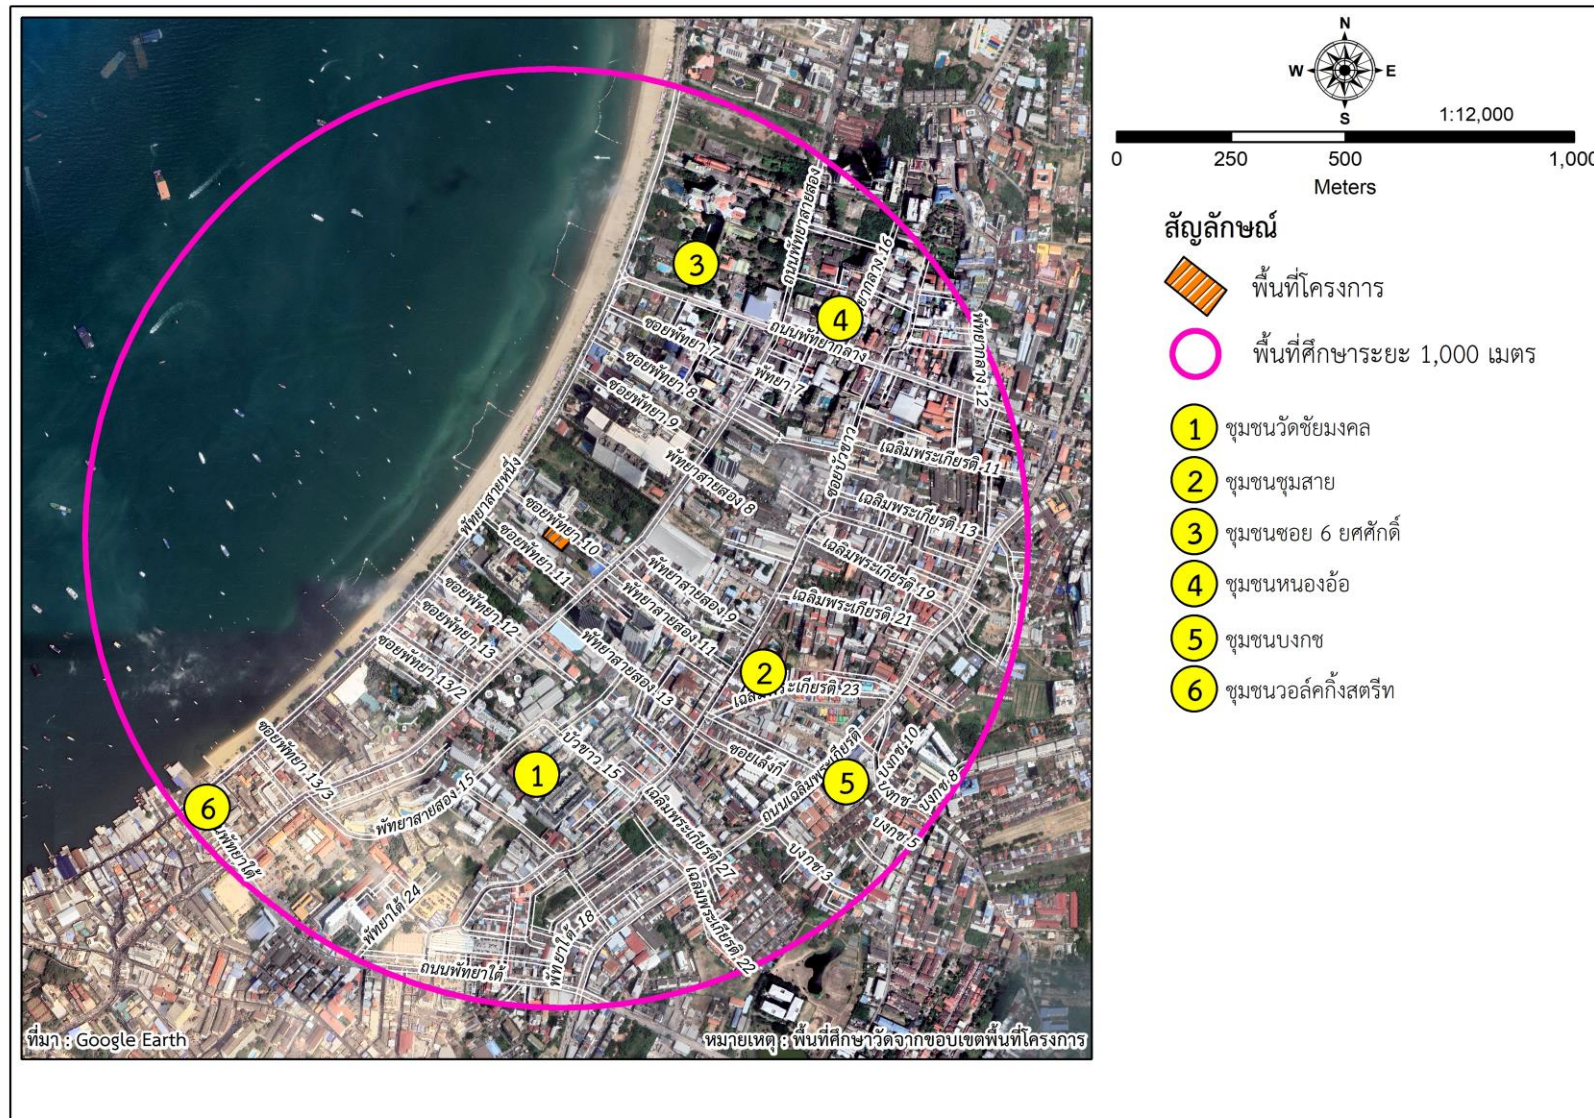 N
W E
S
1:12,000
0 250 500 1,000
Meters
สัญลักษณ์
พื้นที่โครงการ
พื้นที่ศึกษาระยะ 1,000 เมตร
1 ชุมชนวัดชัยมงคล
2 ชุมชนชุมสาย
3 ชุมชนซอย 6 ยศศักดิ์
4 ชุมชนหนองอ้อ
5 ชุมชนบงกช
6 ชุมชนวอล์คกิ้งสตรีท
ถนนพัทยาสายสอง
3
4
ถนนพัทยากลาง
พัทยากลาง 12
ซอยพัทยา 7
พัทยา 7
ซอยพัทยา 8
ซอยพัทยา 9
ซอยบัวขาว
เฉลิมพระเกียรติ 11
พัทยาสายสอง 8
พัทยาสายหนึ่ง
เฉลิมพระเกียรติ 13
ซอยพัทยา 10
ซอยพัทยา 11
เฉลิมพระเกียรติ 19
พัทยาสายสอง 9
พัทยาสายสอง 11
เฉลิมพระเกียรติ 21
ซอยพัทยา 12
ซอยพัทยา 13
ซอยพัทยา 13/2
พัทยาสายสอง 13
2
เฉลิมพระเกียรติ 23
ซอยพัทยา 13/3
พัทยาสายสอง 15
บัวขาว 15
1
ซอยเล้งกี่
ถนนเฉลิมพระเกียรติ
5
บงกช 10
บงกช
บงกช 8
บงกช 5
บงกช 3
6
เฉลิมพระเกียรติ 27
เฉลิมพระเกียรติ 22
พัทยาใต้ 24
พัทยาใต้ 18
ถนนพัทยาใต้
ที่มา : Google Earth
หมายเหตุ : พื้นที่ศึกษาวัดจากขอบเขตพื้นที่โครงการ